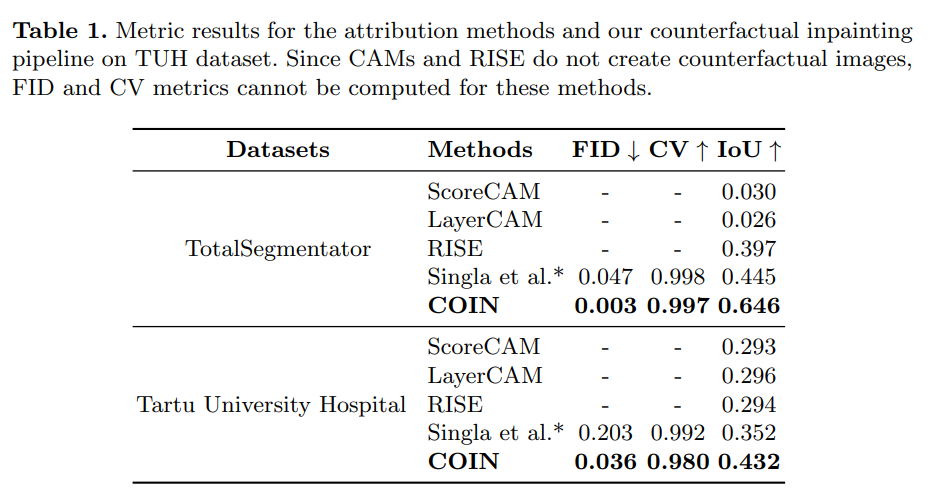 Table 1. Metric results for the attribution methods and our counterfactual inpainting
pipeline on TUH dataset. Since CAMs and RISE do not create counterfactual images,
FID and CV metrics cannot be computed for these methods.
Datasets Methods FID ↓ CV ↑ IoU ↑
ScoreCAM - - 0.030
LayerCAM - - 0.026
TotalSegmentator RISE - - 0.397
Singla et al.* 0.047 0.998 0.445
COIN 0.003 0.997 0.646
ScoreCAM - - 0.293
LayerCAM - - 0.296
Tartu University Hospital RISE - - 0.294
Singla et al.* 0.203 0.992 0.352
COIN 0.036 0.980 0.432